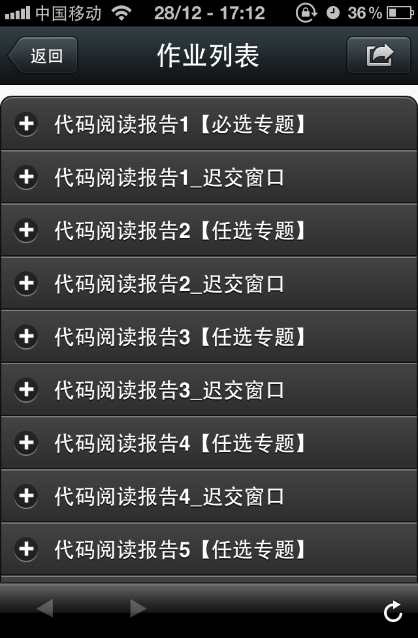 中国移动 28/12 - 17:12 36%
返回 作业列表
代码阅读报告1【必选专题】
代码阅读报告1_迟交窗口
代码阅读报告2【任选专题】
代码阅读报告2_迟交窗口
代码阅读报告3【任选专题】
代码阅读报告3_迟交窗口
代码阅读报告4【任选专题】
代码阅读报告4_迟交窗口
代码阅读报告5【任选专题】